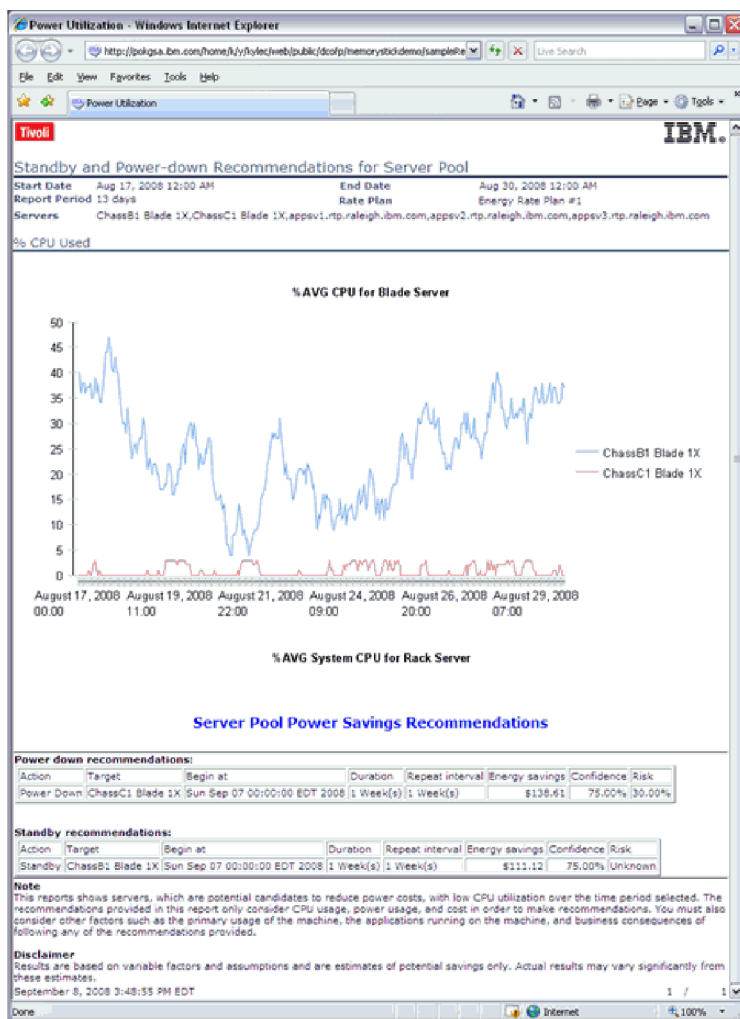 Power Utilization - Windows Internet Explorer
http://pokgsa.ibm.com/home/k/y/kylec/web/public/dcofp/memorystickdemo/sampleRe
Live Search
File Edit View Favorites Tools Help
Power Utilization
Page Tools
Tivoli
IBM.
Standby and Power-down Recommendations for Server Pool
Start Date Aug 17, 2008 12:00 AM End Date Aug 30, 2008 12:00 AM
Report Period 13 days Rate Plan Energy Rate Plan #1
Servers ChassB1 Blade 1X,ChassC1 Blade 1X,appsv1.rtp.raleigh.ibm.com,appsv2.rtp.raleigh.ibm.com,appsv3.rtp.raleigh.ibm.com
% CPU Used
%AVG CPU for Blade Server
50
45
40
35
30
25
20
15
10
5
0
ChassB1 Blade 1X
ChassC1 Blade 1X
August 17, 2008 August 19, 2008 August 21, 2008 August 24, 2008 August 26, 2008 August 29, 2008
00:00 11:00 22:00 09:00 20:00 07:00
%AVG System CPU for Rack Server
Server Pool Power Savings Recommendations
Power down recommendations:
Action Target Begin at Duration Repeat interval Energy savings Confidence Risk
Power Down ChassC1 Blade 1X Sun Sep 07 00:00:00 EDT 2008 1 Week(s) 1 Week(s) $138.61 75.00% 30.00%
Standby recommendations:
Action Target Begin at Duration Repeat interval Energy savings Confidence Risk
Standby ChassB1 Blade 1X Sun Sep 07 00:00:00 EDT 2008 1 Week(s) 1 Week(s) $111.12 75.00% Unknown
Note
This reports shows servers, which are potential candidates to reduce power costs, with low CPU utilization over the time period selected. The
recommendations provided in this report only consider CPU usage, power usage, and cost in order to make recommendations. You must also
consider other factors such as the primary usage of the machine, the applications running on the machine, and business consequences of
following any of the recommendations provided.
Disclaimer
Results are based on variable factors and assumptions and are estimates of potential savings only. Actual results may vary significantly from
these estimates.
September 8, 2008 3:48:55 PM EDT 1 / 1
Done Internet 100%